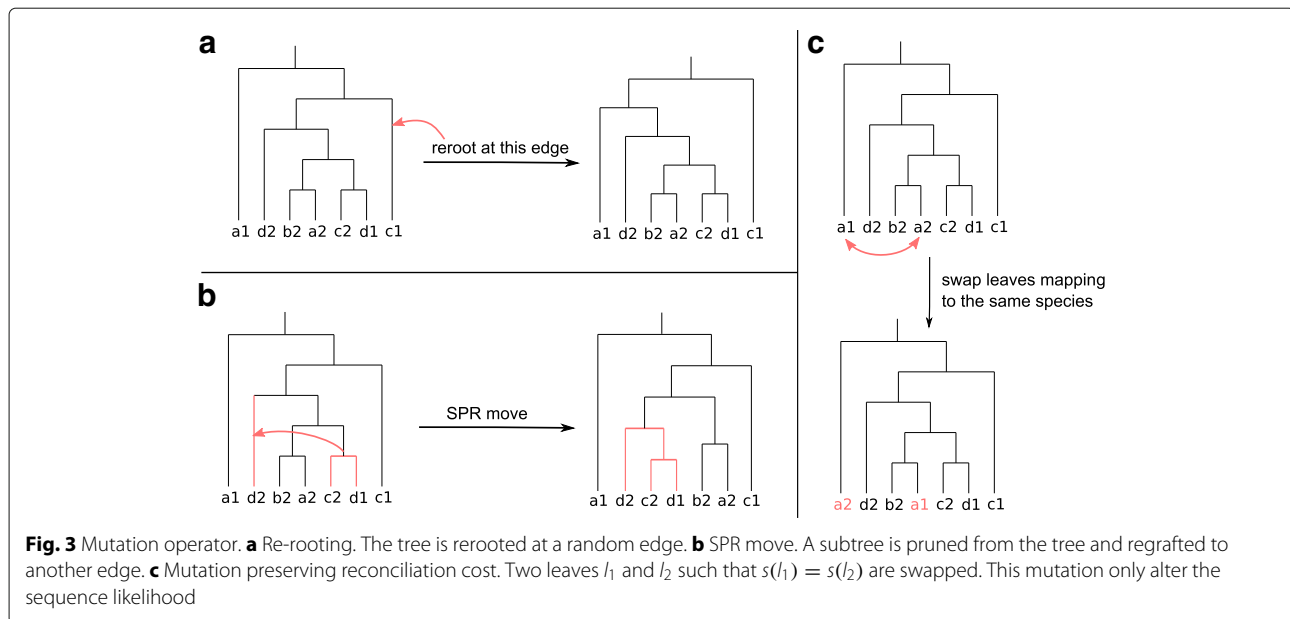 a
reroot at this edge
a1 d2 b2 a2 c2 d1 c1
a1 d2 b2 a2 c2 d1 c1
b
SPR move
a1 d2 b2 a2 c2 d1 c1
a1 d2 c2 d1 b2 a2 c1
c
a1 d2 b2 a2 c2 d1 c1
swap leaves mapping
to the same species
a2 d2 b2 a1 c2 d1 c1
Fig. 3 Mutation operator. a Re-rooting. The tree is rerooted at a random edge. b SPR move. A subtree is pruned from the tree and regrafted to
another edge. c Mutation preserving reconciliation cost. Two leaves l1 and l2 such that s(l1) = s(l2) are swapped. This mutation only alter the
sequence likelihood